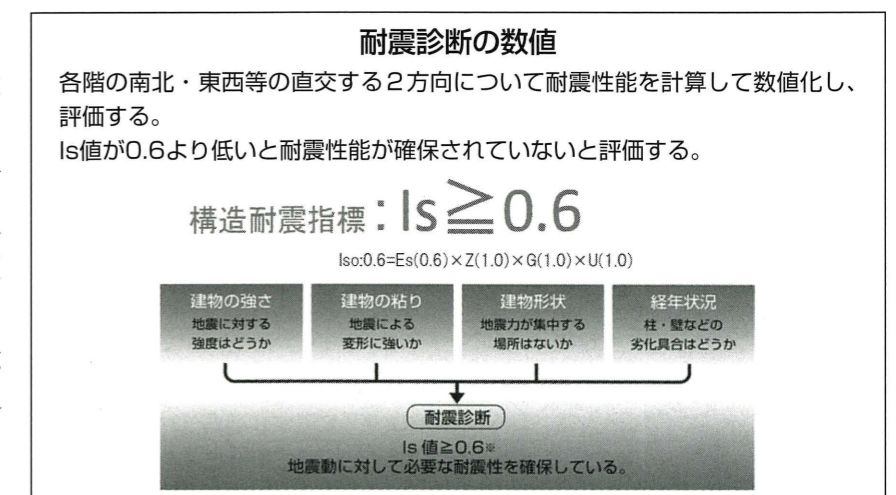 耐震診断の数値
各階の南北・東西等の直交する２方向について耐震性能を計算して数値化し、
評価する。
Is値が0.6より低いと耐震性能が確保されていないと評価する。
構造耐震指標：Is≧0.6
Iso:0.6=Es(0.6)×Z(1.0)×G(1.0)×U(1.0)
建物の強さ
地震に対する
強度はどうか
建物の粘り
地震による
変形に強いか
建物形状
地震力が集中する
場所はないか
経年状況
柱・壁などの
劣化具合はどうか
耐震診断
Is 値≧0.6※
地震動に対して必要な耐震性を確保している。